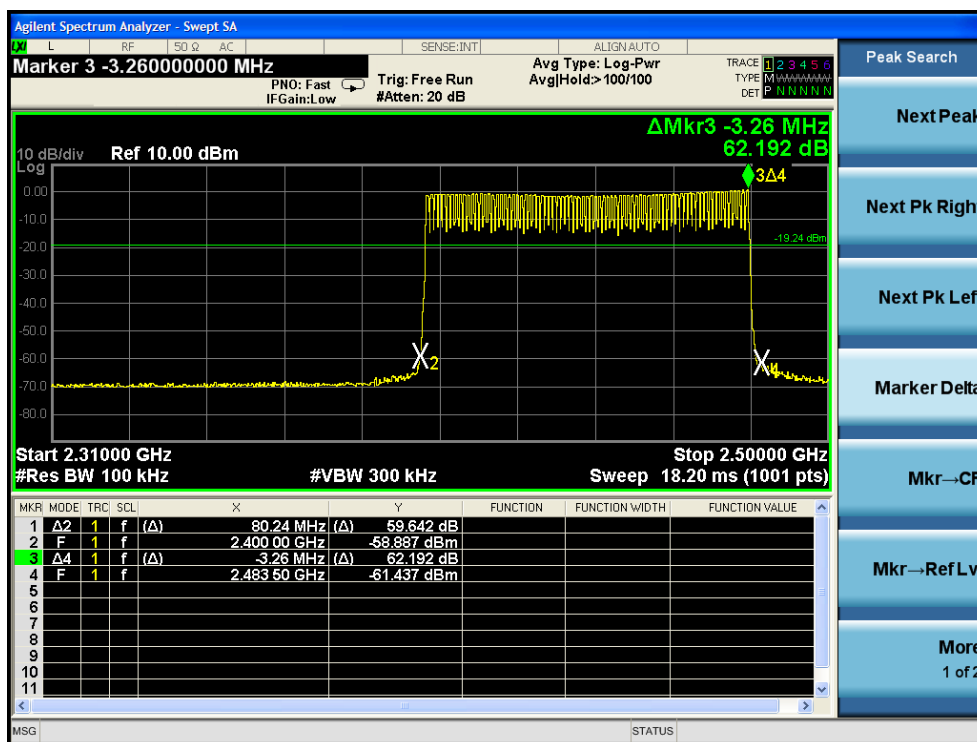 Agilent Spectrum Analyzer - Swept SA
LXI L RF 50 Ω AC SENSE:INT ALIGN AUTO
Marker 3 -3.260000000 MHz
PNO: Fast
IFGain:Low
Trig: Free Run
#Atten: 20 dB
Avg Type: Log-Pwr
Avg|Hold:>100/100
TRACE 1 2 3 4 5 6
TYPE M
DET P N N N N N
ΔMkr3 -3.26 MHz
62.192 dB
10 dB/div Ref 10.00 dBm
Log
3Δ4
0.00
-10.0
-19.24 dBm
-20.0
-30.0
-40.0
-50.0
-60.0
2
4
-70.0
-80.0
Start 2.31000 GHz Stop 2.50000 GHz
#Res BW 100 kHz #VBW 300 kHz Sweep 18.20 ms (1001 pts)
MKR MODE TRC SCL X Y FUNCTION FUNCTION WIDTH FUNCTION VALUE
1 Δ2 1 f (Δ) 80.24 MHz (Δ) 59.642 dB
2 F 1 f 2.400 00 GHz -58.887 dBm
3 Δ4 1 f (Δ) -3.26 MHz (Δ) 62.192 dB
4 F 1 f 2.483 50 GHz -61.437 dBm
5
6
7
8
9
10
11
MSG STATUS
Peak Search
Next Peak
Next Pk Righ
Next Pk Lef
Marker Delta
Mkr→CF
Mkr→Ref Lv
More
1 of 2